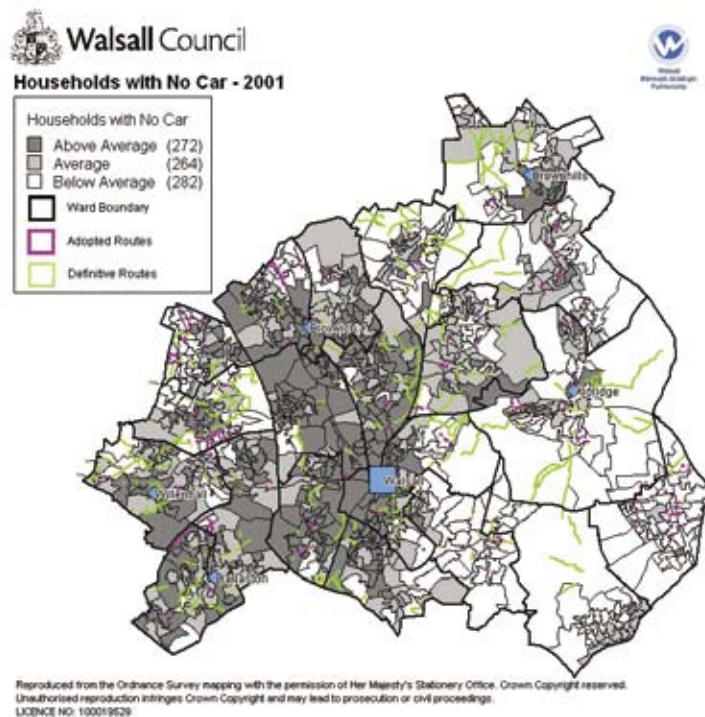 Walsall Council
Households with No Car - 2001
Households with No Car
Above Average (272)
Average (264)
Below Average (282)
Ward Boundary
Adopted Routes
Definitive Routes
Walsall
Partnership
Brownhills
Willenhall
Reproduced from the Ordnance Survey mapping with the permission of Her Majesty's Stationery Office. Crown Copyright reserved.
Unauthorised reproduction infringes Crown Copyright and may lead to prosecution or civil proceedings.
LICENCE NO: 100019529